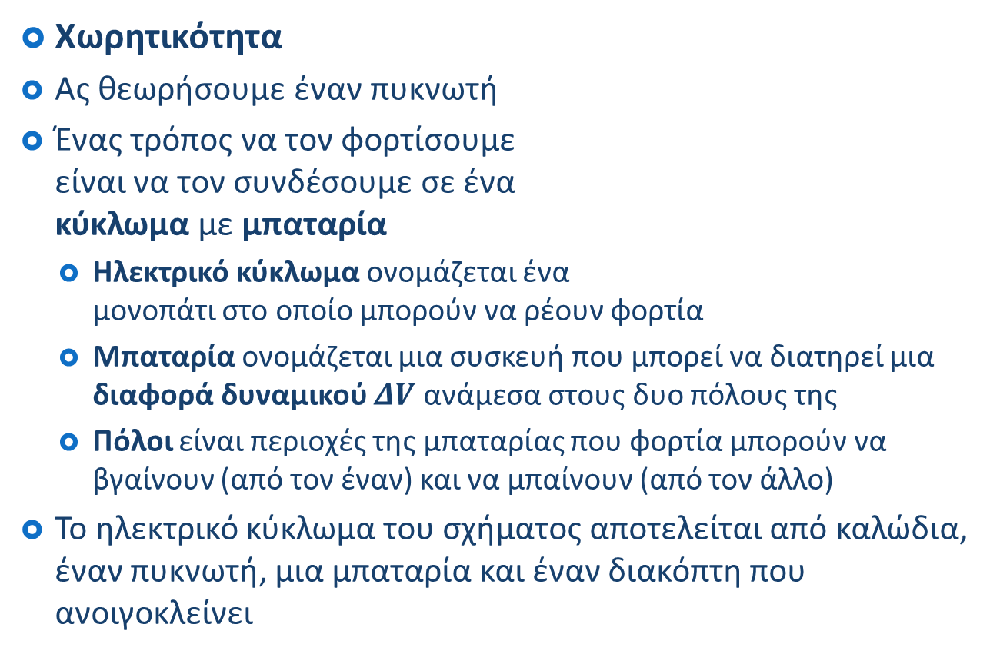 Χωρητικότητα
Ας θεωρήσουμε έναν πυκνωτή
Ένας τρόπος να τον φορτίσουμε
είναι να τον συνδέσουμε σε ένα
κύκλωμα με μπαταρία
Ηλεκτρικό κύκλωμα ονομάζεται ένα
μονοπάτι στο οποίο μπορούν να ρέουν φορτία
Μπαταρία ονομάζεται μια συσκευή που μπορεί να διατηρεί μια
διαφορά δυναμικού ΔV ανάμεσα στους δυο πόλους της
Πόλοι είναι περιοχές της μπαταρίας που φορτία μπορούν να
βγαίνουν (από τον έναν) και να μπαίνουν (από τον άλλο)
Το ηλεκτρικό κύκλωμα του σχήματος αποτελείται από καλώδια,
έναν πυκνωτή, μια μπαταρία και έναν διακόπτη που
ανοιγοκλείνει